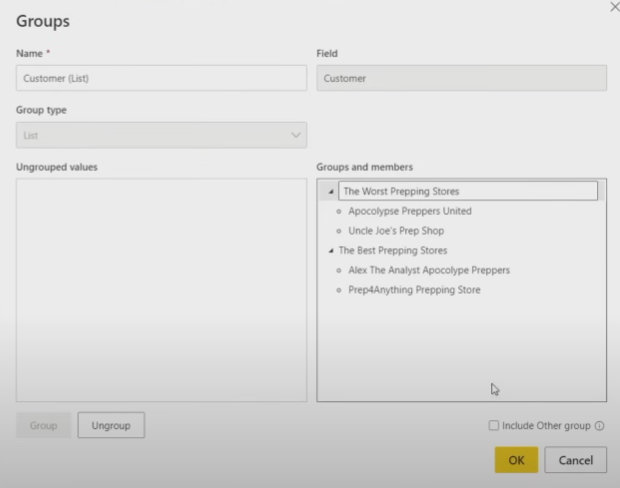 Groups
Name *
Field
Customer (List)
Customer
Group type
List
Ungrouped values
Groups and members
The Worst Prepping Stores
Apocolypse Preppers United
Uncle Joe's Prep Shop
The Best Prepping Stores
Alex The Analyst Apocolype Preppers
Prep4Anything Prepping Store
Group
Ungroup
Include Other group
OK
Cancel